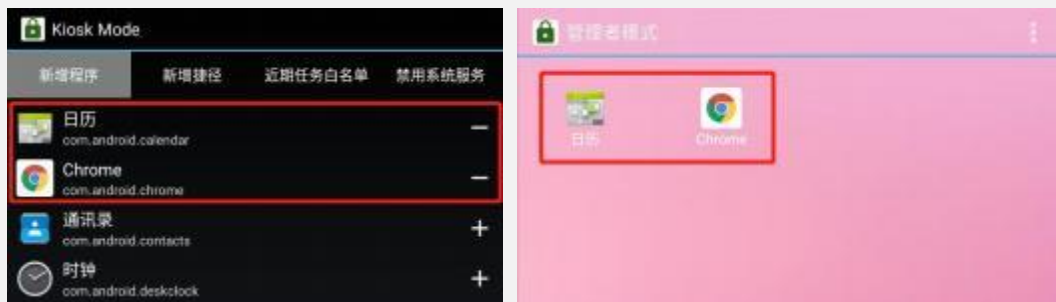 Kiosk Mode
新增程序 新增捷径 近期任务白名单 禁用系统服务
日历
com.android.calendar
Chrome
com.android.chrome
通讯录
com.android.contacts
时钟
com.android.deskclock
管理者模式
日历 Chrome